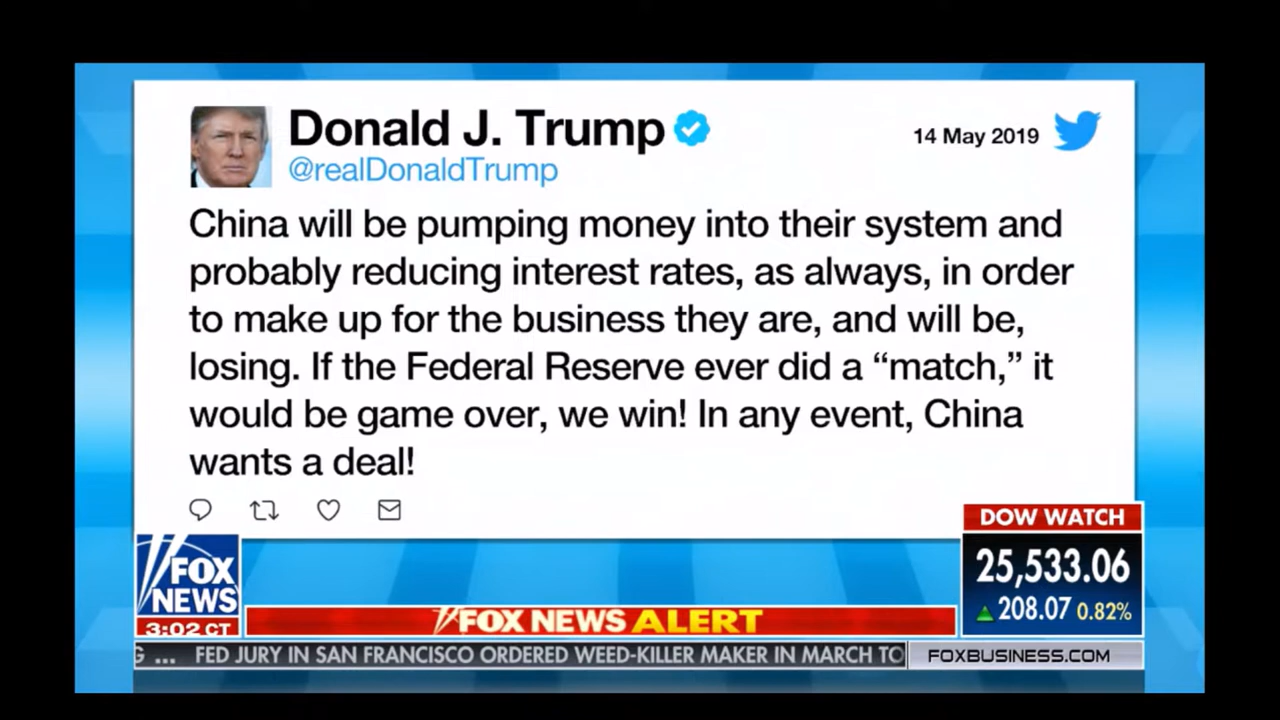 Donald J. Trump
@realDonaldTrump
14 May 2019
China will be pumping money into their system and
probably reducing interest rates, as always, in order
to make up for the business they are, and will be,
losing. If the Federal Reserve ever did a “match,” it
would be game over, we win! In any event, China
wants a deal!
DOW WATCH
25,533.06
208.07 0.82%
FOX
NEWS
3:02 CT
FOX NEWS ALERT
G ... FED JURY IN SAN FRANCISCO ORDERED WEED-KILLER MAKER IN MARCH TO
FOXBUSINESS.COM